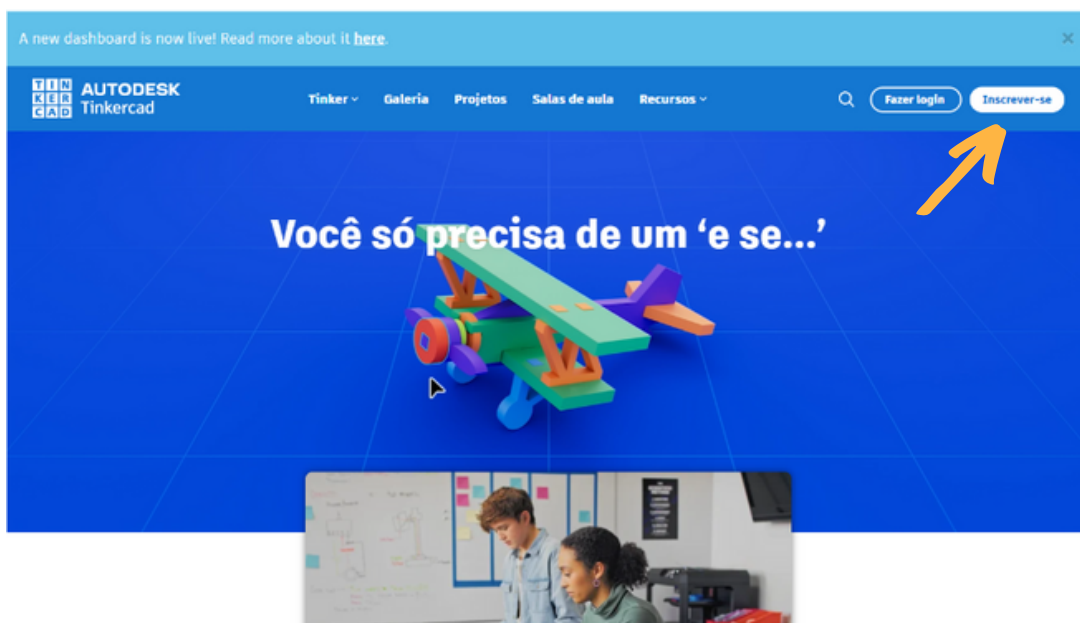 A new dashboard is now live! Read more about it here.
TIN
KER
CAD
AUTODESK
Tinkercad
Tinker
Galeria
Projetos
Salas de aula
Recursos
Fazer login
Inscrever-se
Você só precisa de um ‘e se...’